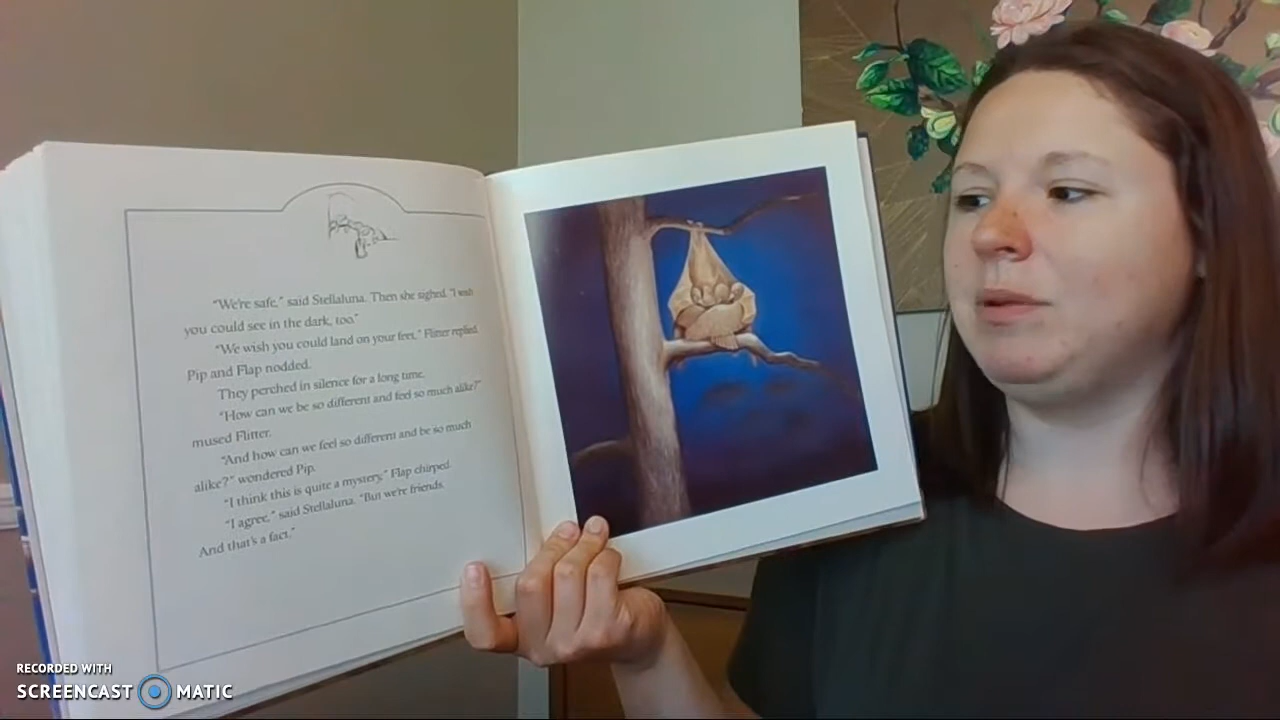 "We're safe," said Stellaluna. Then she sighed. "I wish
you could see in the dark, too."
"We wish you could land on your feet," Flitter replied.
Pip and Flap nodded.
They perched in silence for a long time.
"How can we be so different and feel so much alike?"
mused Flitter.
"And how can we feel so different and be so much
alike?" wondered Pip.
"I think this is quite a mystery," Flap chirped.
"I agree," said Stellaluna. "But we're friends.
And that's a fact."
RECORDED WITH
SCREENCAST MATIC